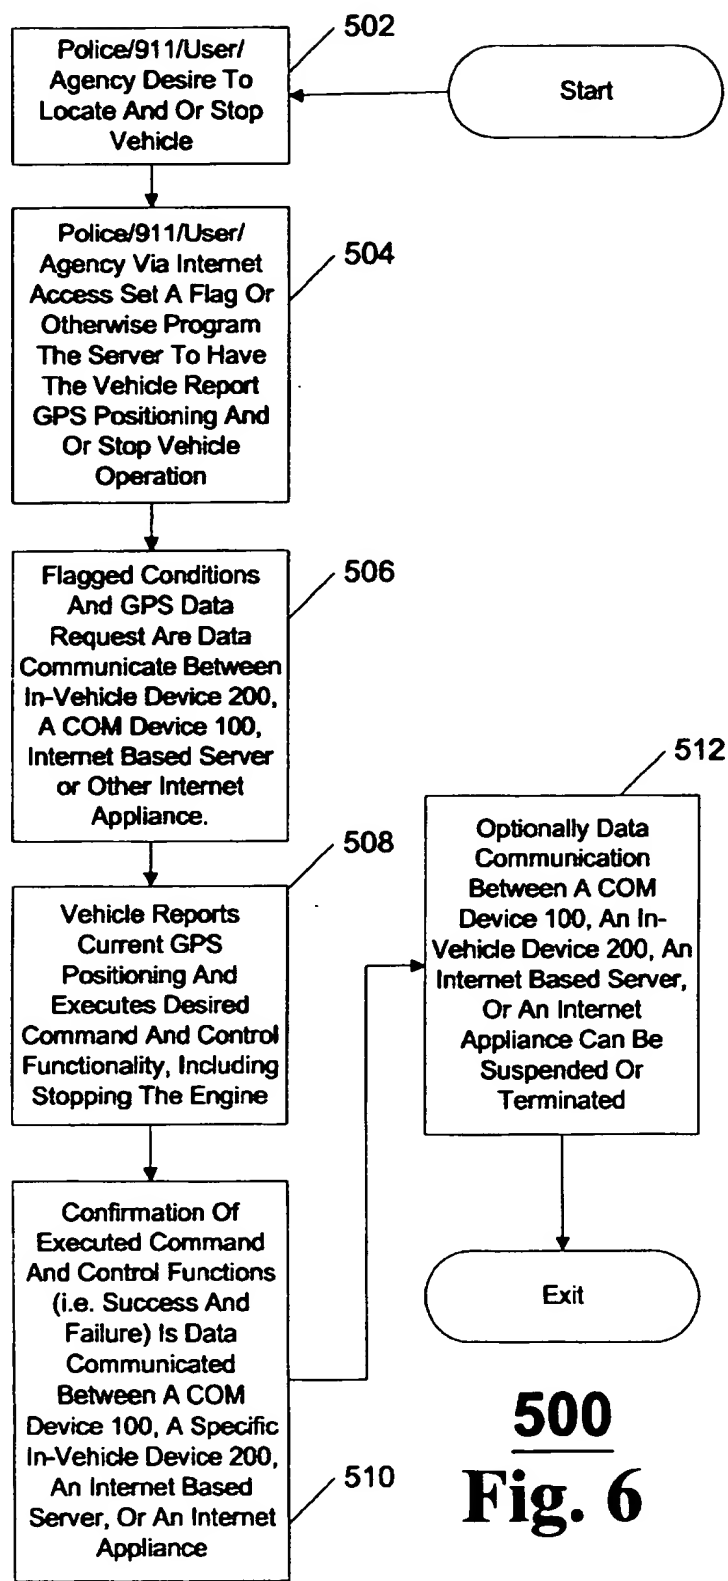 Start
502
Police/911/User/
Agency Desire To
Locate And Or Stop
Vehicle
504
Police/911/User/
Agency Via Internet
Access Set A Flag Or
Otherwise Program
The Server To Have
The Vehicle Report
GPS Positioning And
Or Stop Vehicle
Operation
506
Flagged Conditions
And GPS Data
Request Are Data
Communicate Between
In-Vehicle Device 200,
A COM Device 100,
Internet Based Server
or Other Internet
Appliance.
508
Vehicle Reports
Current GPS
Positioning And
Executes Desired
Command And Control
Functionality, Including
Stopping The Engine
510
Confirmation Of
Executed Command
And Control Functions
(i.e. Success And
Failure) Is Data
Communicated
Between A COM
Device 100, A Specific
In-Vehicle Device 200,
An Internet Based
Server, Or An Internet
Appliance
512
Optionally Data
Communication
Between A COM
Device 100, An In-
Vehicle Device 200, An
Internet Based Server,
Or An Internet
Appliance Can Be
Suspended Or
Terminated
Exit
500
Fig. 6